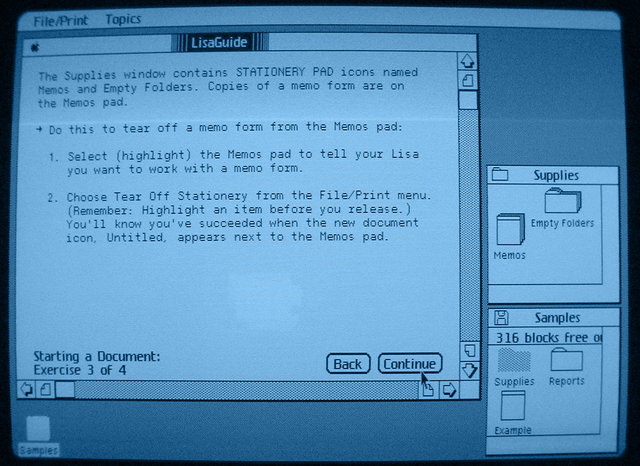 File/Print Topics
LisaGuide
The Supplies window contains STATIONERY PAD icons named
Memos and Empty Folders. Copies of a memo form are on
the Memos pad.
→ Do this to tear off a memo form from the Memos pad:
1. Select (highlight) the Memos pad to tell your Lisa
you want to work with a memo form.
2. Choose Tear Off Stationery from the File/Print menu.
(Remember: Highlight an item before you release.)
You'll know you've succeeded when the new document
icon, Untitled, appears next to the Memos pad.
Starting a Document:
Exercise 3 of 4
Back Continue
Supplies
Empty Folders
Memos
Samples
316 blocks free o
Supplies Reports
Example
Samples